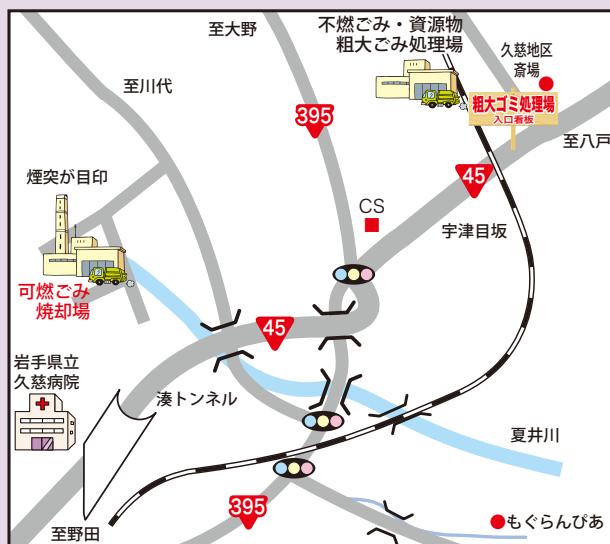 至大野
不燃ごみ・資源物
粗大ごみ処理場
久慈地区
斎場
至川代
粗大ゴミ処理場
入口看板
395
至八戸
45
煙突が目印
CS
宇津目坂
可燃ごみ
焼却場
45
岩手県立
久慈病院
湊トンネル
夏井川
395
もぐらんぴあ
至野田